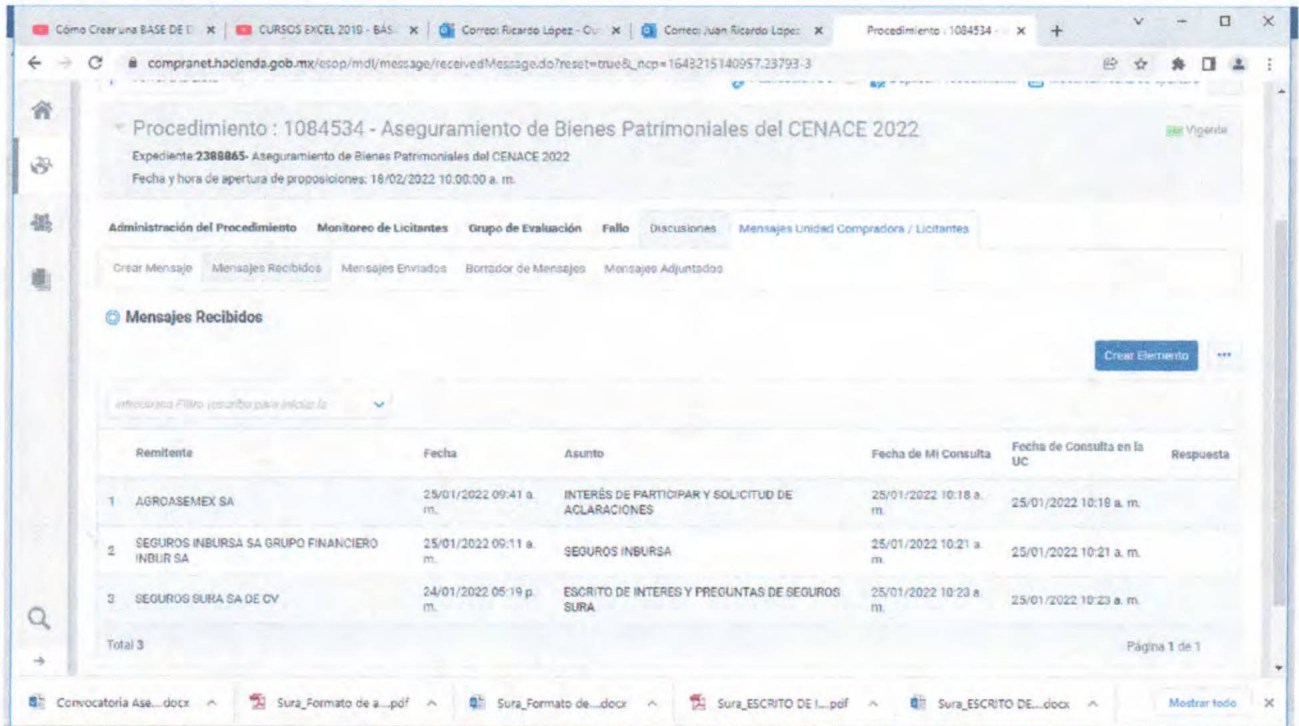 Cómo Crear una BASE DE D
CURSOS EXCEL 2019 - BÁS
Correo: Ricardo López - Ou
Correo: Juan Ricardo Lopez
Procedimiento : 1084534 -
compranet.hacienda.gob.mx/esop/mdl/message/receivedMessage.do?reset=true&_ncp=1643215140957.23793-3
Procedimiento : 1084534 - Aseguramiento de Bienes Patrimoniales del CENACE 2022
Vigente
Expediente:2388865- Aseguramiento de Bienes Patrimoniales del CENACE 2022
Fecha y hora de apertura de proposiciones: 18/02/2022 10:00:00 a. m.
Administración del Procedimiento Monitoreo de Licitantes Grupo de Evaluación Fallo Discusiones Mensajes Unidad Compradora / Licitantes
Crear Mensaje Mensajes Recibidos Mensajes Enviados Borrador de Mensajes Mensajes Adjuntados
Mensajes Recibidos
Crear Elemento ...
Remitente Fecha Asunto Fecha de Mi Consulta Fecha de Consulta en la UC Respuesta
1 AGROASEMEX SA 25/01/2022 09:41 a. m. INTERÉS DE PARTICIPAR Y SOLICITUD DE ACLARACIONES 25/01/2022 10:18 a. m. 25/01/2022 10:18 a. m.
2 SEGUROS INBURSA SA GRUPO FINANCIERO INBUR SA 25/01/2022 09:11 a. m. SEGUROS INBURSA 25/01/2022 10:21 a. m. 25/01/2022 10:21 a. m.
3 SEGUROS SURA SA DE CV 24/01/2022 05:19 p. m. ESCRITO DE INTERES Y PREGUNTAS DE SEGUROS SURA 25/01/2022 10:23 a. m. 25/01/2022 10:23 a. m.
Total 3
Página 1 de 1
Convocatoria Ase....docx
Sura_Formato de a....pdf
Sura_Formato de....docx
Sura_ESCRITO DE I....pdf
Sura_ESCRITO DE....docx
Mostrar todo